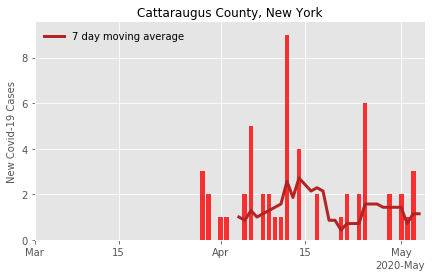 Cattaraugus County, New York
7 day moving average
New Covid-19 Cases
8
6
4
2
0
Mar 15 Apr 15 May
2020-May